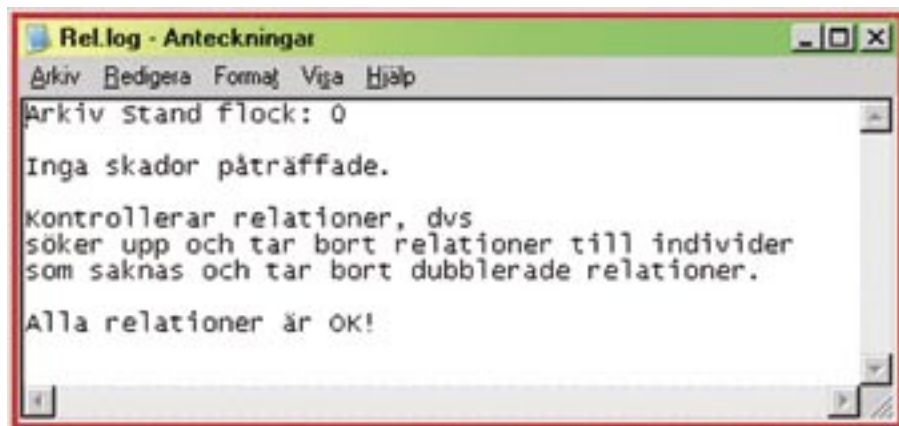 Rel.log - Anteckningar
Arkiv Redigera Format Visa Hjälp
Arkiv Stand flock: 0
Inga skador påträffade.
Kontrollerar relationer, dvs
söker upp och tar bort relationer till individer
som saknas och tar bort dubblerade relationer.
Alla relationer är OK!